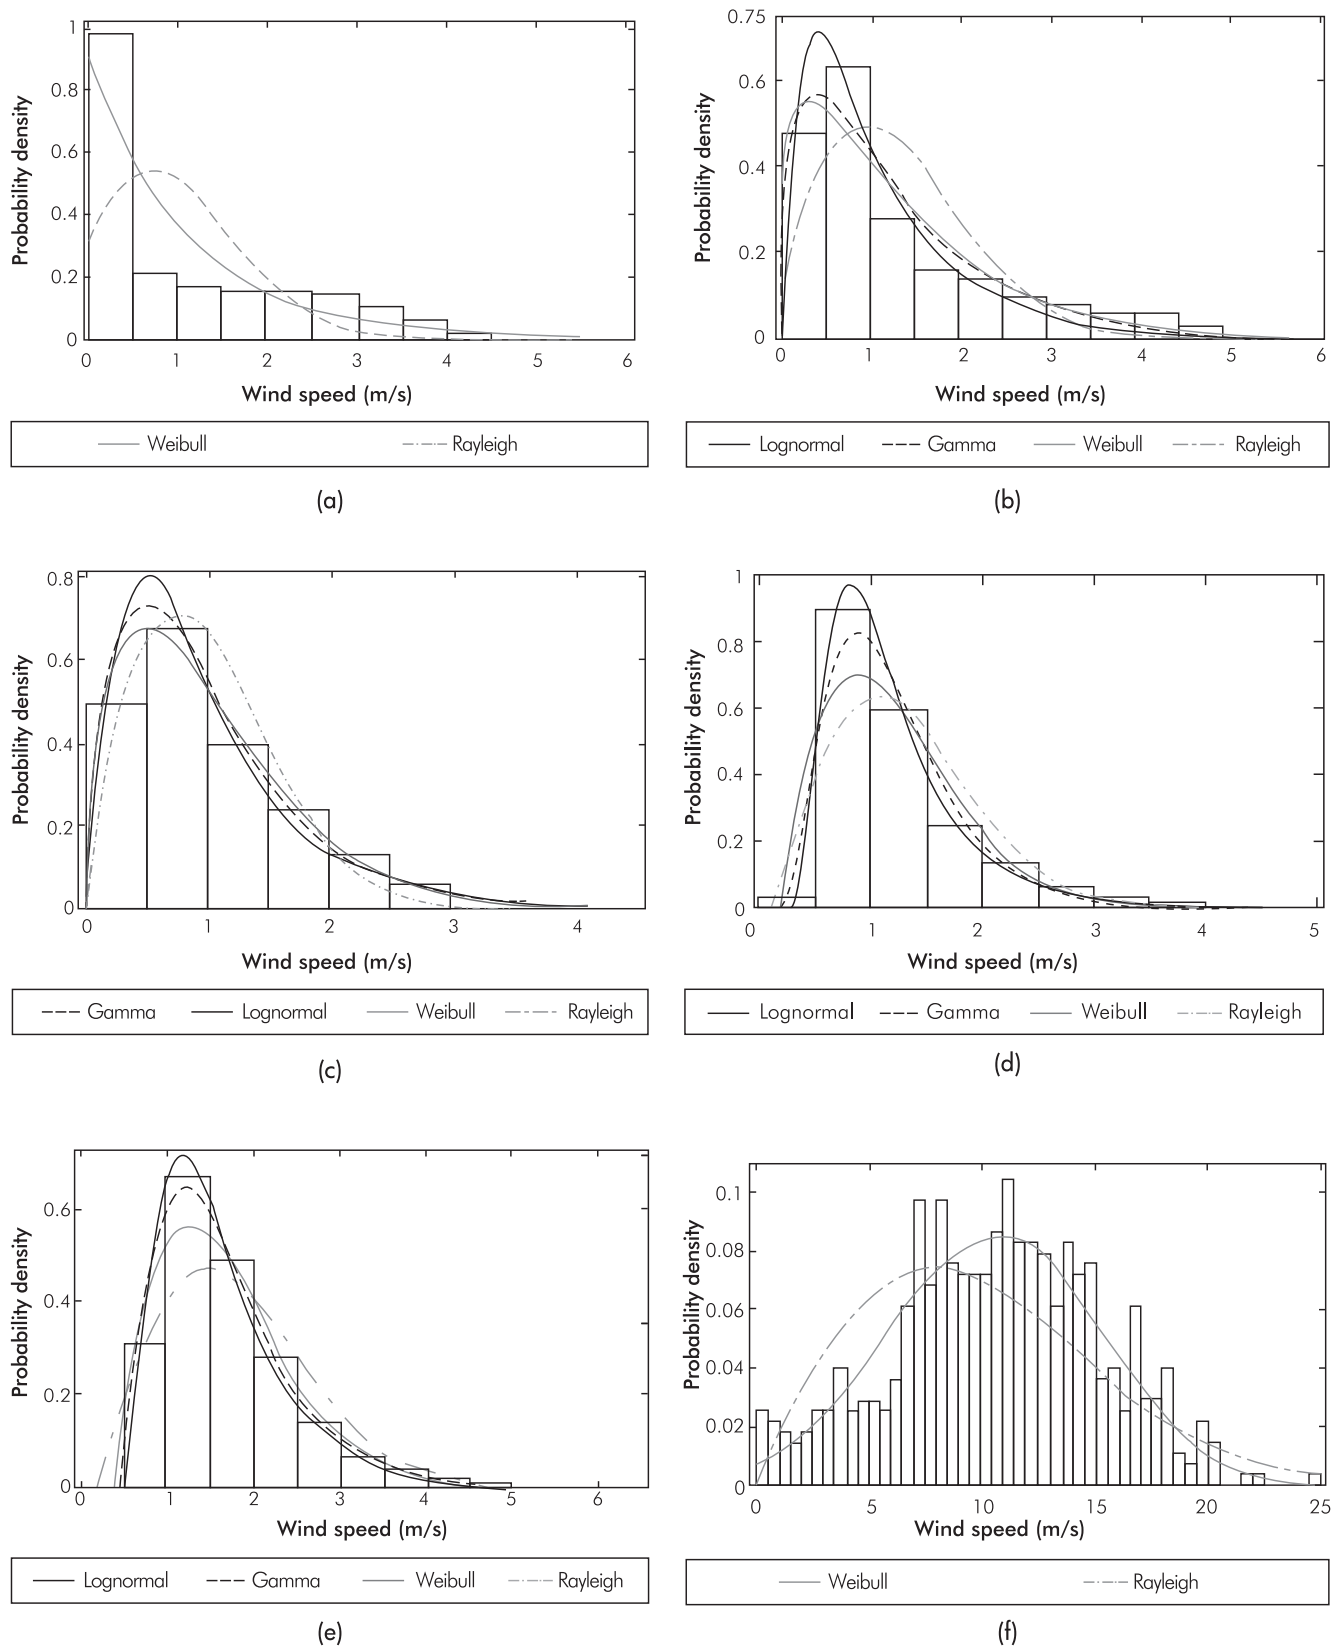 1
0.8
0.6
0.4
0.2
0
0 1 2 3 4 5 6
Probability density
Wind speed (m/s)
Weibull Rayleigh
(a)
0.75
0.6
0.4
0.2
0
0 1 2 3 4 5 6
Probability density
Wind speed (m/s)
Lognormal Gamma Weibull Rayleigh
(b)
0.8
0.6
0.4
0.2
0
0 1 2 3 4
Probability density
Wind speed (m/s)
Gamma Lognormal Weibull Rayleigh
(c)
1
0.8
0.6
0.4
0.2
0
0 1 2 3 4 5
Probability density
Wind speed (m/s)
Lognormal Gamma Weibull Rayleigh
(d)
0.6
0.4
0.2
0
0 1 2 3 4 5 6
Probability density
Wind speed (m/s)
Lognormal Gamma Weibull Rayleigh
(e)
0.1
0.08
0.06
0.04
0.02
0
0 5 10 15 20 25
Probability density
Wind speed (m/s)
Weibull Rayleigh
(f)